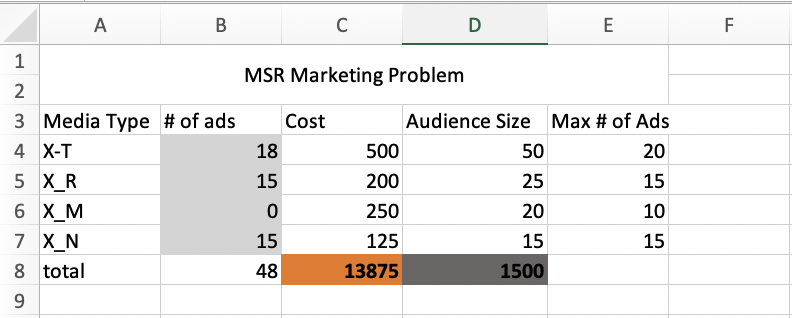 A B C D E F
1
MSR Marketing Problem
2
3 Media Type # of ads Cost Audience Size Max # of Ads
4 X-T 18 500 50 20
5 X_R 15 200 25 15
6 X_M 0 250 20 10
7 X_N 15 125 15 15
8 total 48 13875 1500
9